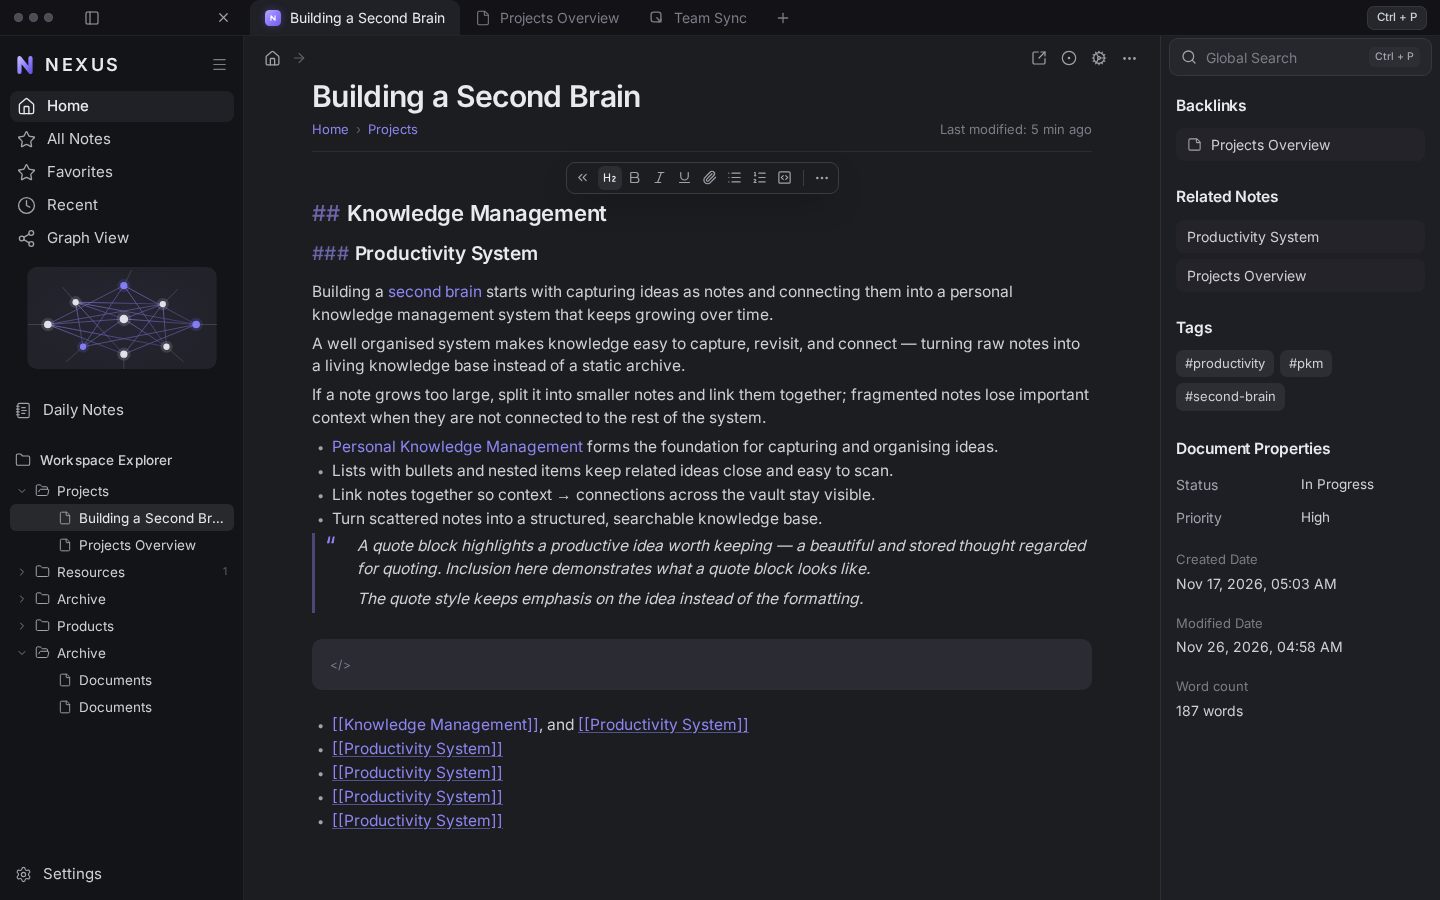 Building a Second Brain
Projects Overview
Team Sync
Ctrl + P
NEXUS
Home
All Notes
Favorites
Recent
Graph View
Daily Notes
Workspace Explorer
Projects
Building a Second Br...
Projects Overview
Resources 1
Archive
Products
Archive
Documents
Documents
Settings
Building a Second Brain
Home › Projects
Last modified: 5 min ago
H2 B I U
## Knowledge Management
### Productivity System
Building a second brain starts with capturing ideas as notes and connecting them into a personal
knowledge management system that keeps growing over time.
A well organised system makes knowledge easy to capture, revisit, and connect — turning raw notes into
a living knowledge base instead of a static archive.
If a note grows too large, split it into smaller notes and link them together; fragmented notes lose important
context when they are not connected to the rest of the system.
• Personal Knowledge Management forms the foundation for capturing and organising ideas.
• Lists with bullets and nested items keep related ideas close and easy to scan.
• Link notes together so context → connections across the vault stay visible.
• Turn scattered notes into a structured, searchable knowledge base.
“ A quote block highlights a productive idea worth keeping — a beautiful and stored thought regarded
for quoting. Inclusion here demonstrates what a quote block looks like.
The quote style keeps emphasis on the idea instead of the formatting.
</>
• [[Knowledge Management]], and [[Productivity System]]
• [[Productivity System]]
• [[Productivity System]]
• [[Productivity System]]
• [[Productivity System]]
Global Search Ctrl + P
Backlinks
Projects Overview
Related Notes
Productivity System
Projects Overview
Tags
#productivity #pkm
#second-brain
Document Properties
Status In Progress
Priority High
Created Date
Nov 17, 2026, 05:03 AM
Modified Date
Nov 26, 2026, 04:58 AM
Word count
187 words